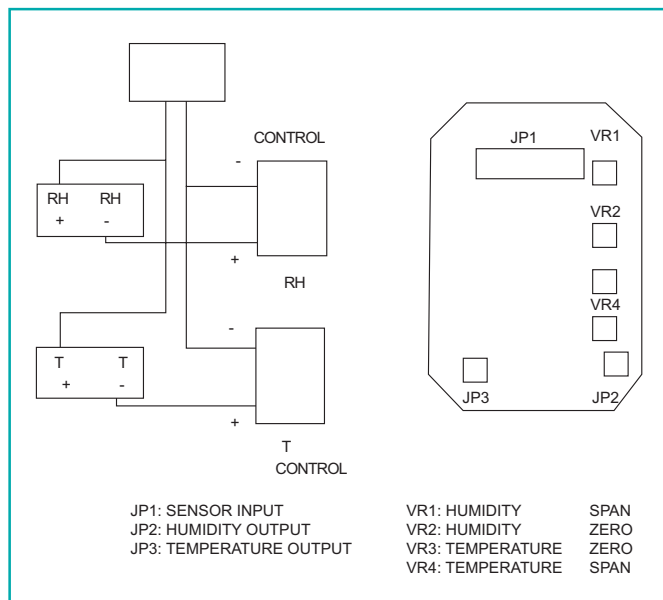 CONTROL
-
RH RH
+ -
+
RH
-
T T
+ -
+
T
CONTROL
JP1
VR1
VR2
VR4
JP3
JP2
JP1: SENSOR INPUT
JP2: HUMIDITY OUTPUT
JP3: TEMPERATURE OUTPUT
VR1: HUMIDITY SPAN
VR2: HUMIDITY ZERO
VR3: TEMPERATURE ZERO
VR4: TEMPERATURE SPAN